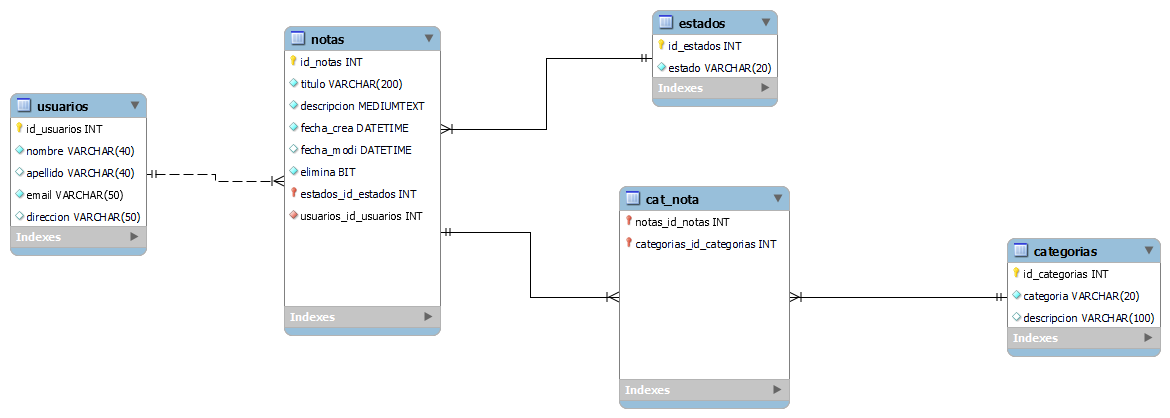 usuarios
id_usuarios INT
nombre VARCHAR(40)
apellido VARCHAR(40)
email VARCHAR(50)
direccion VARCHAR(50)
Indexes
notas
id_notas INT
titulo VARCHAR(200)
descripcion MEDIUMTEXT
fecha_crea DATETIME
fecha_modi DATETIME
elimina BIT
estados_id_estados INT
usuarios_id_usuarios INT
Indexes
estados
id_estados INT
estado VARCHAR(20)
Indexes
cat_nota
notas_id_notas INT
categorias_id_categorias INT
Indexes
categorias
id_categorias INT
categoria VARCHAR(20)
descripcion VARCHAR(100)
Indexes